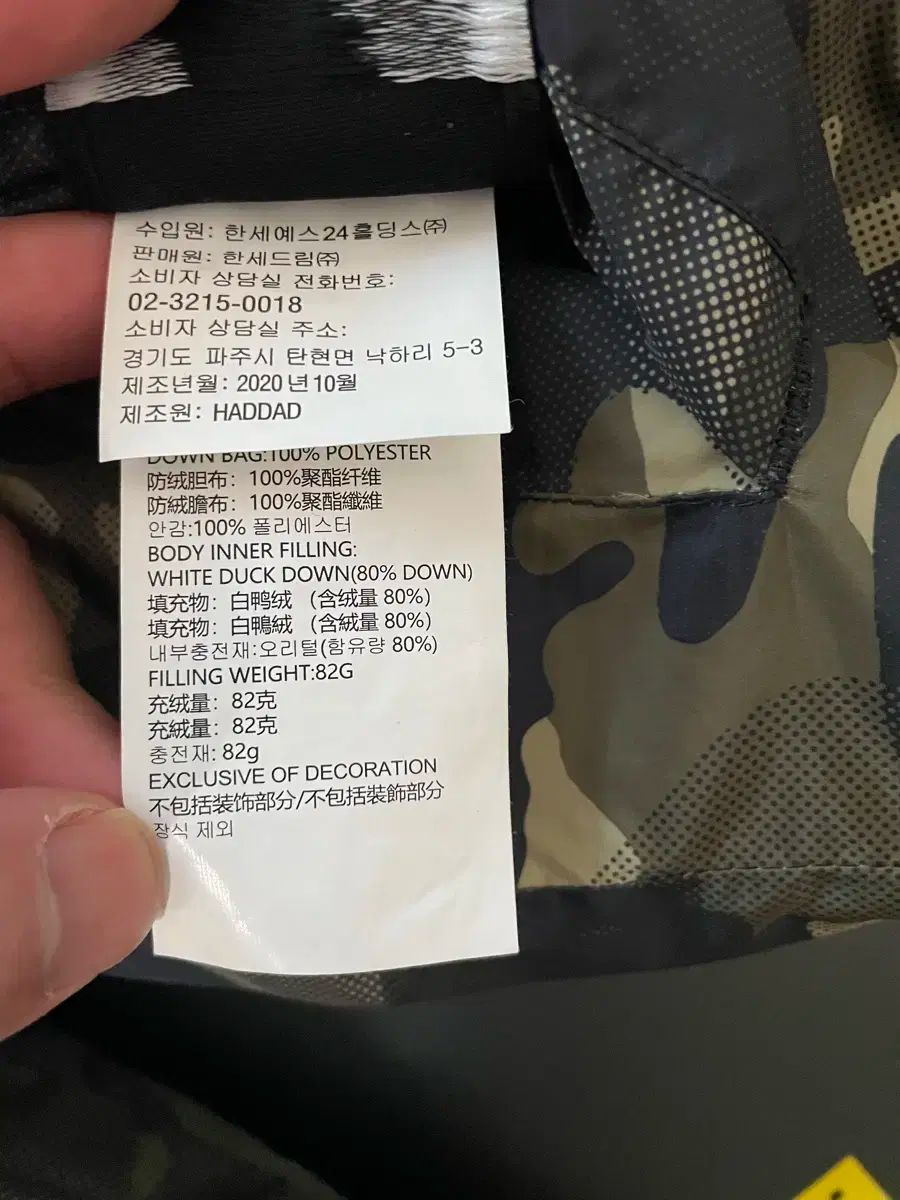 수입원: 한세예스24홀딩스㈜
판매원: 한세드림㈜
소비자 상담실 전화번호:
02-3215-0018
소비자 상담실 주소:
경기도 파주시 탄현면 낙하리 5-3
제조년월: 2020년10월
제조원: HADDAD
DOWN BAG:100% POLYESTER
防绒胆布：100%聚酯纤维
防絨膽布：100%聚酯纖維
안감:100% 폴리에스터
BODY INNER FILLING:
WHITE DUCK DOWN(80% DOWN)
填充物：白鸭绒 （含绒量 80%）
填充物：白鴨絨 （含絨量 80%）
내부충전재:오리털(함유량 80%)
FILLING WEIGHT:82G
充绒量：82克
充絨量：82克
충전재: 82g
EXCLUSIVE OF DECORATION
不包括装饰部分/不包括裝飾部分
장식 제외